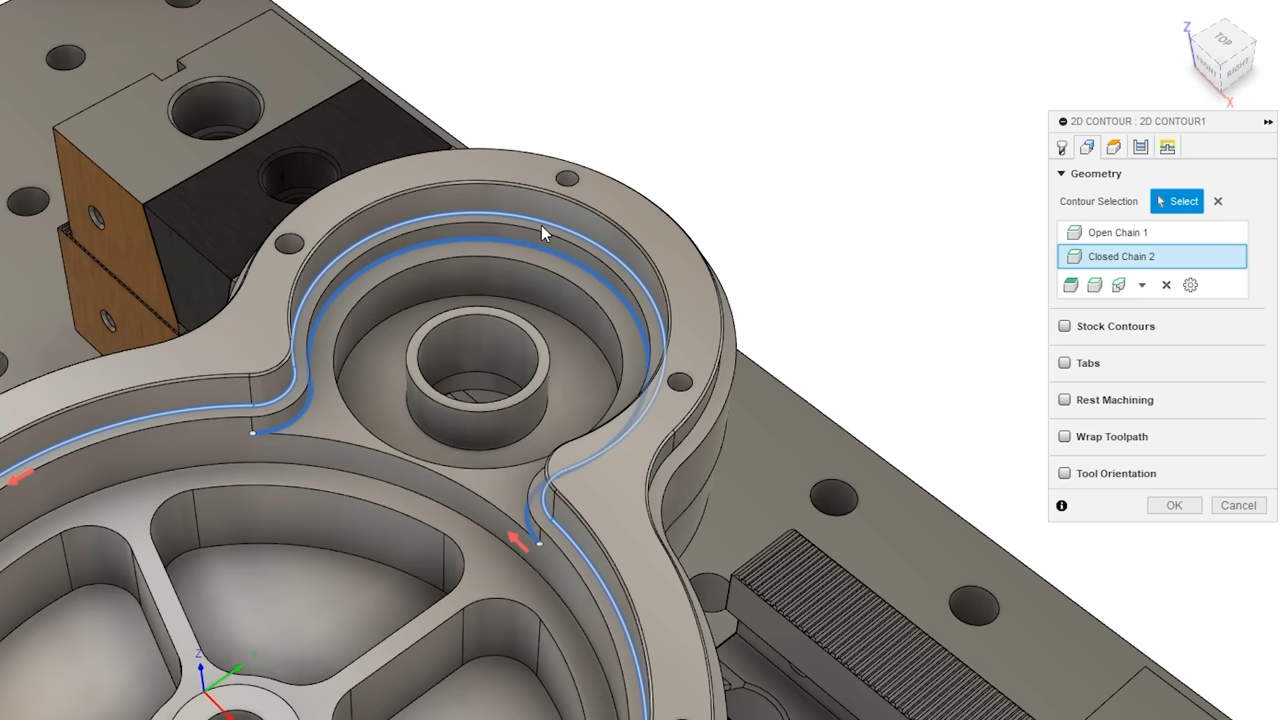 Z
TOP
FRONT
RIGHT
X
2D CONTOUR : 2D CONTOUR1
Geometry
Contour Selection
Select
Open Chain 1
Closed Chain 2
Stock Contours
Tabs
Rest Machining
Wrap Toolpath
Tool Orientation
OK
Cancel
Z
Y